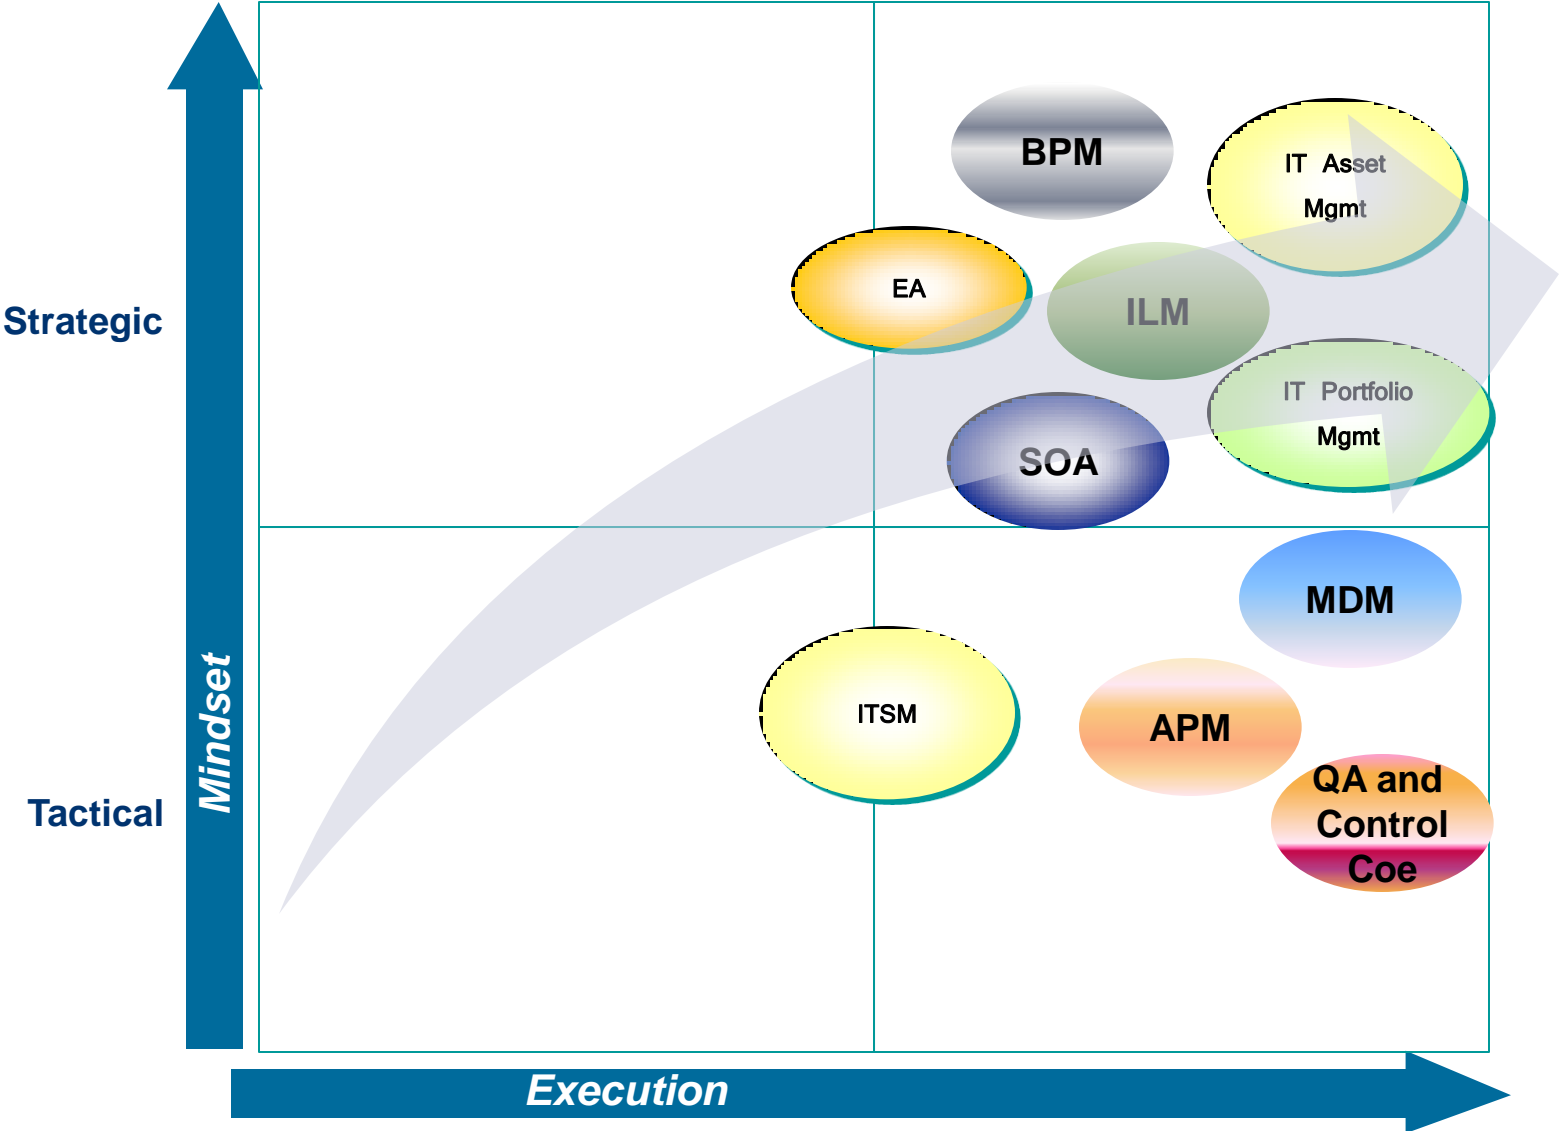 BPM
IT Asset
Mgmt
EA
ILM
Strategic
IT Portfolio
Mgmt
SOA
MDM
Mindset
ITSM
APM
QA and
Control
Coe
Tactical
Execution